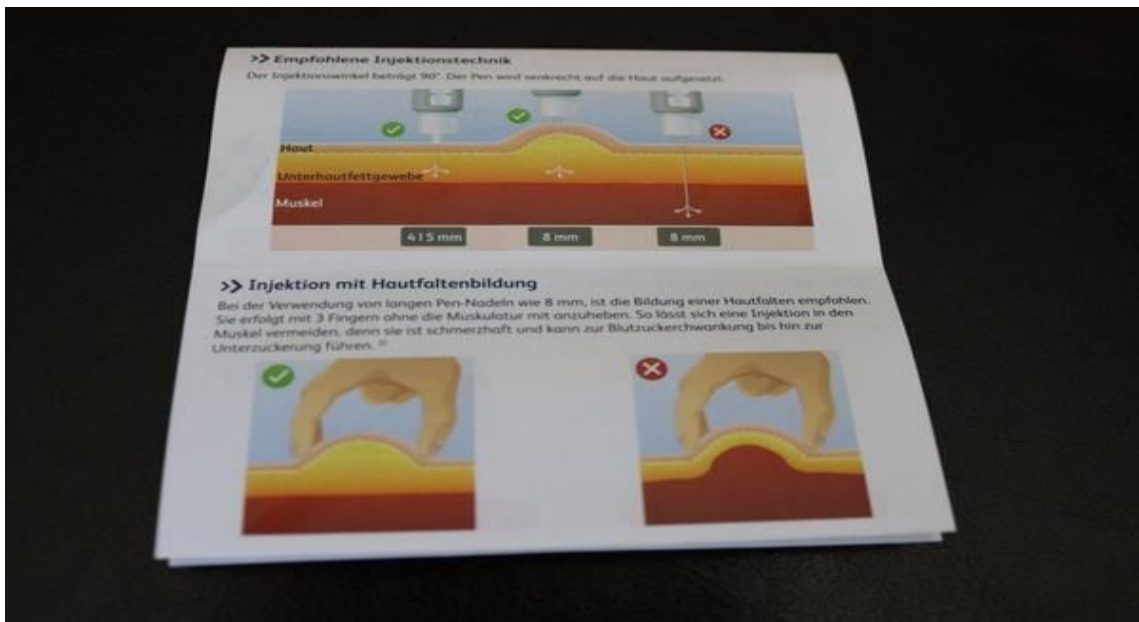 >> Empfohlene Injektionstechnik
Der Injektionswinkel beträgt 90°. Der Pen wird senkrecht auf die Haut aufgesetzt.
Haut
Unterhautfettgewebe
Muskel
4 I 5 mm
8 mm
8 mm
>> Injektion mit Hautfaltenbildung
Bei der Verwendung von langen Pen-Nadeln wie 8 mm, ist die Bildung einer Hautfalten empfohlen.
Sie erfolgt mit 3 Fingern ohne die Muskulatur mit anzuheben. So lässt sich eine Injektion in den
Muskel vermeiden, denn sie ist schmerzhaft und kann zur Blutzuckerchwankung bis hin zur
Unterzuckerung führen.